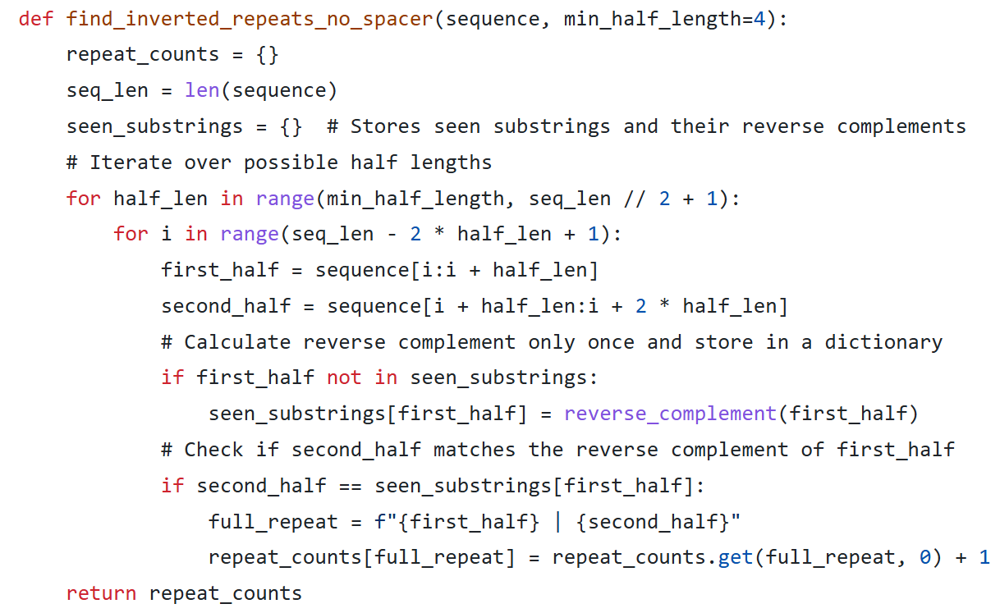 def find_inverted_repeats_no_spacer(sequence, min_half_length=4):
    repeat_counts = {}
    seq_len = len(sequence)
    seen_substrings = {}  # Stores seen substrings and their reverse complements
    # Iterate over possible half lengths
    for half_len in range(min_half_length, seq_len // 2 + 1):
        for i in range(seq_len - 2 * half_len + 1):
            first_half = sequence[i:i + half_len]
            second_half = sequence[i + half_len:i + 2 * half_len]
            # Calculate reverse complement only once and store in a dictionary
            if first_half not in seen_substrings:
                seen_substrings[first_half] = reverse_complement(first_half)
            # Check if second_half matches the reverse complement of first_half
            if second_half == seen_substrings[first_half]:
                full_repeat = f"{first_half} | {second_half}"
                repeat_counts[full_repeat] = repeat_counts.get(full_repeat, 0) + 1
    return repeat_counts